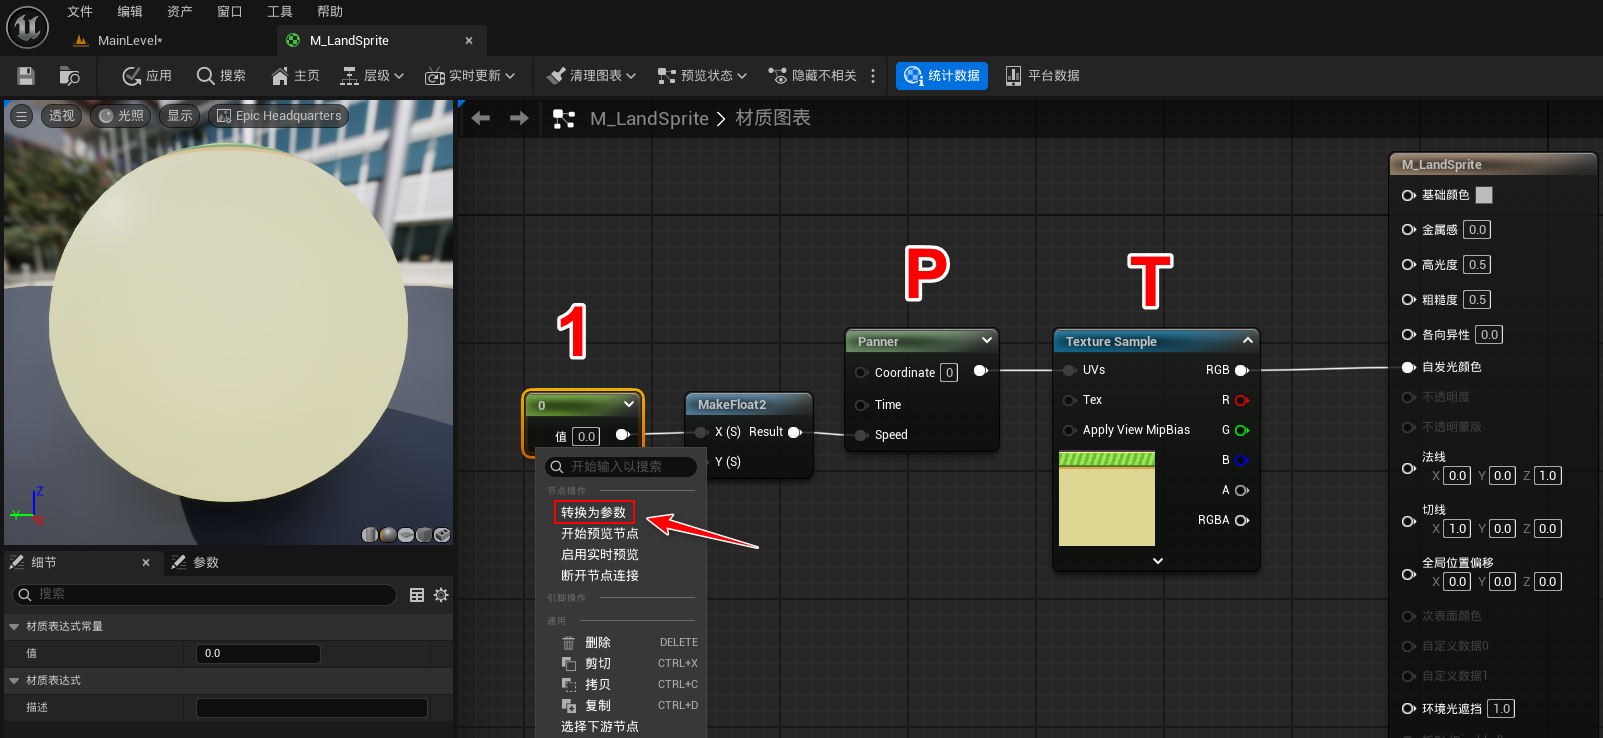 文件 编辑 资产 窗口 工具 帮助
MainLevel* M_LandSprite
应用 搜索 主页 层级 实时更新 清理图表 预览状态 隐藏不相关 统计数据 平台数据
透视 光照 显示 Epic Headquarters
M_LandSprite > 材质图表
Z
Y
X
细节 参数
搜索
材质表达式常量
值 0.0
材质表达式
描述
1
P
T
0
值 0.0
MakeFloat2
X (S) Result
Y (S)
Panner
Coordinate 0
Time
Speed
Texture Sample
UVs RGB
Tex R
Apply View MipBias G
B
A
RGBA
开始输入以搜索
节点操作
转换为参数
开始预览节点
启用实时预览
断开节点连接
引脚操作
通用
删除 DELETE
剪切 CTRL+X
拷贝 CTRL+C
复制 CTRL+D
选择下游节点
M_LandSprite
基础颜色
金属感 0.0
高光度 0.5
粗糙度 0.5
各向异性 0.0
自发光颜色
不透明度
不透明蒙版
法线
X 0.0 Y 0.0 Z 1.0
切线
X 1.0 Y 0.0 Z 0.0
全局位置偏移
X 0.0 Y 0.0 Z 0.0
次表面颜色
自定义数据0
自定义数据1
环境光遮挡 1.0